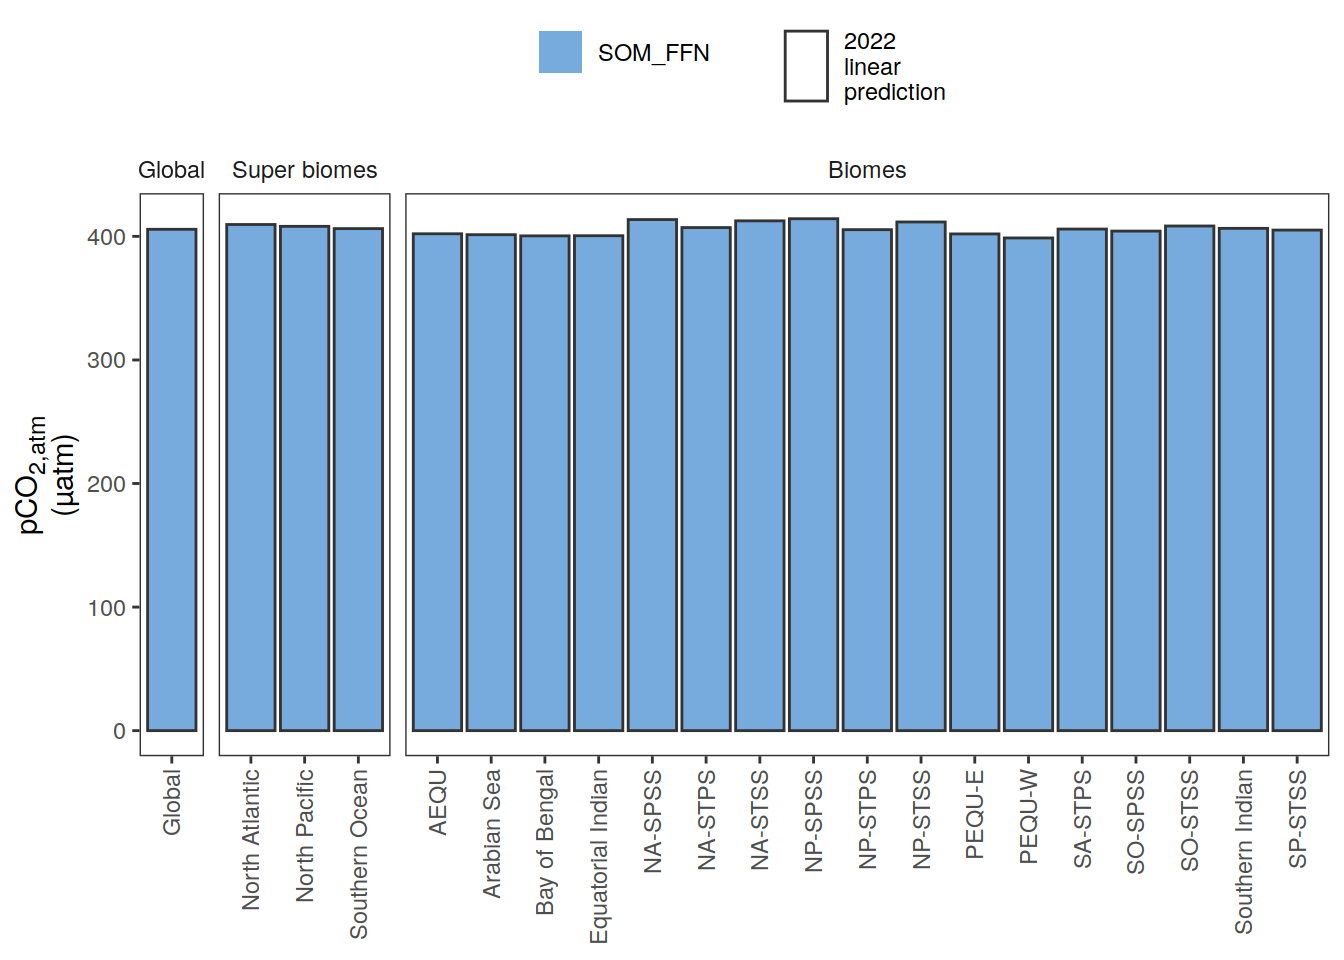 SOM_FFN
2022
linear
prediction
Global
Super biomes
Biomes
pCO2,atm
(µatm)
400
300
200
100
0
Global
North Atlantic
North Pacific
Southern Ocean
AEQU
Arabian Sea
Bay of Bengal
Equatorial Indian
NA-SPSS
NA-STPS
NA-STSS
NP-SPSS
NP-STPS
NP-STSS
PEQU-E
PEQU-W
SA-STPS
SO-SPSS
SO-STSS
Southern Indian
SP-STSS